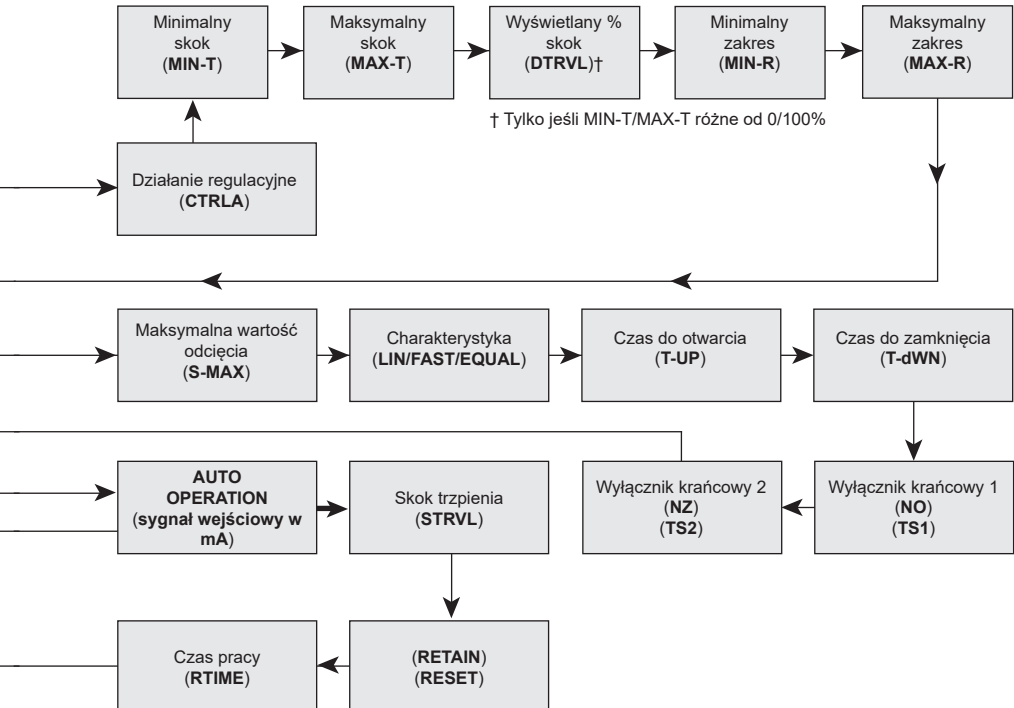 Minimalny
skok
(MIN-T)
Maksymalny
skok
(MAX-T)
Wyświetlany %
skok
(DTRVL)†
Minimalny
zakres
(MIN-R)
Maksymalny
zakres
(MAX-R)
† Tylko jeśli MIN-T/MAX-T różne od 0/100%
Działanie regulacyjne
(CTRLA)
Maksymalna wartość
odcięcia
(S-MAX)
Charakterystyka
(LIN/FAST/EQUAL)
Czas do otwarcia
(T-UP)
Czas do zamknięcia
(T-dWN)
AUTO
OPERATION
(sygnał wejściowy w
mA)
Skok trzpienia
(STRVL)
Wyłącznik krańcowy 2
(NZ)
(TS2)
Wyłącznik krańcowy 1
(NO)
(TS1)
Czas pracy
(RTIME)
(RETAIN)
(RESET)